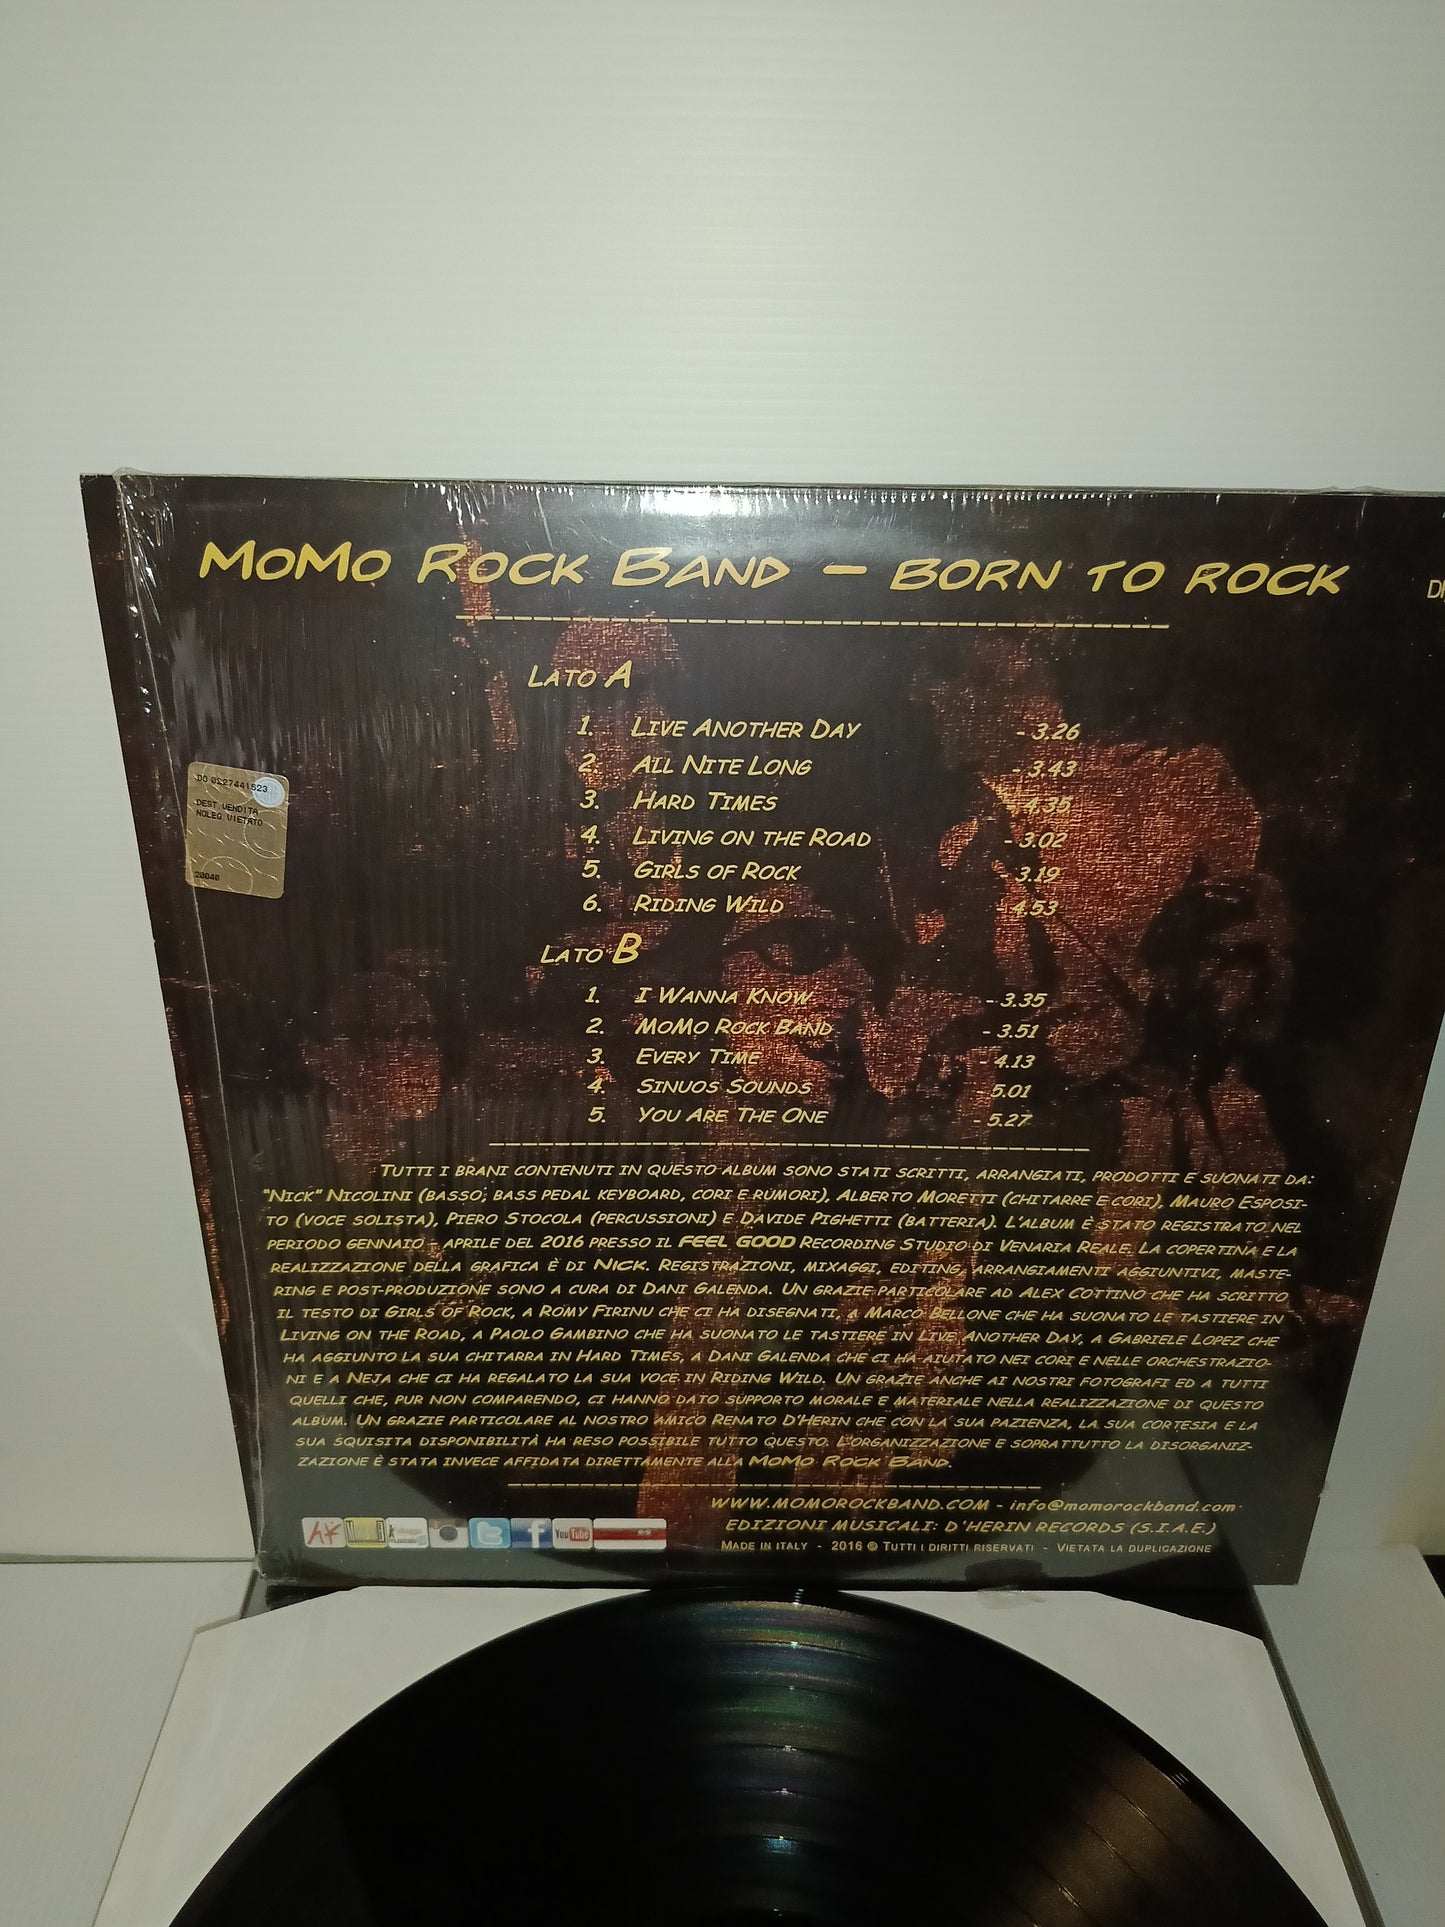 MoMo Rock Band – Born to Rock
DO 0227441623
DEST VENDITA
NOLEG VIETATO
20040
Lato A
1. Live Another Day - 3.26
2. All Nite Long - 3.43
3. Hard Times - 4.35
4. Living on the Road - 3.02
5. Girls of Rock - 3.19
6. Riding Wild - 4.53
Lato B
1. I Wanna Know - 3.35
2. MoMo Rock Band - 3.51
3. Every Time - 4.13
4. Sinuos Sounds - 5.01
5. You Are The One - 5.27
Tutti i brani contenuti in questo album sono stati scritti, arrangiati, prodotti e suonati da:
"Nick" Nicolini (basso, bass pedal keyboard, cori e rumori), Alberto Moretti (chitarre e cori), Mauro Esposi-
to (voce solista), Piero Stocola (percussioni) e Davide Pighetti (batteria). L'album è stato registrato nel
periodo gennaio - aprile del 2016 presso il FEEL GOOD Recording Studio di Venaria Reale. La copertina e la
realizzazione della grafica è di Nick. Registrazioni, mixaggi, editing, arrangiamenti aggiuntivi, maste-
ring e post-produzione sono a cura di Dani Galenda. Un grazie particolare ad Alex Cottino che ha scritto
il testo di Girls of Rock, a Romy Firinu che ci ha disegnati, a Marco Bellone che ha suonato le tastiere in
Living on the Road, a Paolo Gambino che ha suonato le tastiere in Live Another Day, a Gabriele Lopez che
ha aggiunto la sua chitarra in Hard Times, a Dani Galenda che ci ha aiutato nei cori e nelle orchestrazio-
ni e a Neja che ci ha regalato la sua voce in Riding Wild. Un grazie anche ai nostri fotografi ed a tutti
quelli che, pur non comparendo, ci hanno dato supporto morale e materiale nella realizzazione di questo
album. Un grazie particolare al nostro amico Renato D'Herin che con la sua pazienza, la sua cortesia e la
sua squisita disponibilità ha reso possibile tutto questo. L'organizzazione e soprattutto la disorganiz-
zazione è stata invece affidata direttamente alla MoMo Rock Band.
www.momorockband.com - info@momorockband.com
Edizioni Musicali: D'Herin Records (S.I.A.E.)
You Tube
Made in Italy - 2016 © Tutti i diritti riservati - Vietata la duplicazione